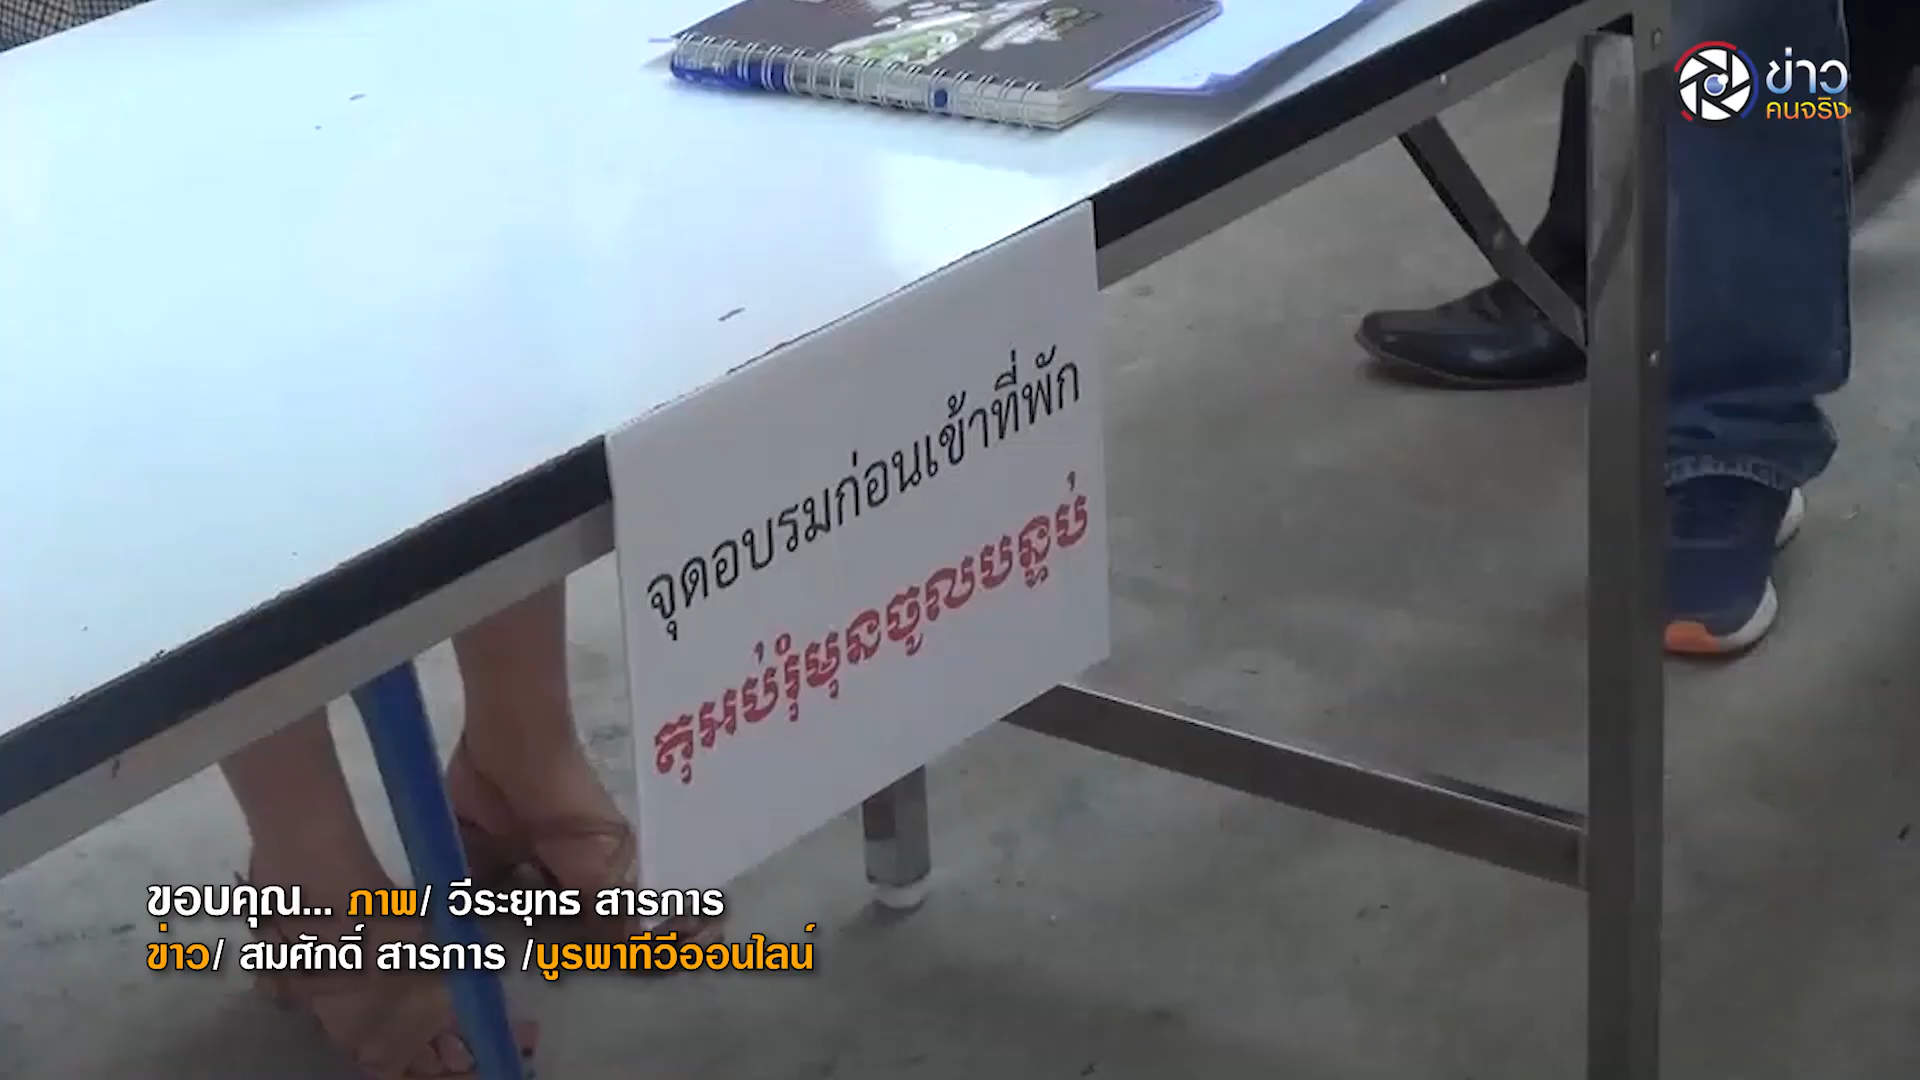 ข่าว
คนจริง
จุดอบรมก่อนเข้าที่พัก
តុអប់រំមុនចូលបន្ទប់
ขอบคุณ... ภาพ/ วีระยุทธ สารการ
ข่าว/ สมศักดิ์ สารการ /บูรพาทีวีออนไลน์